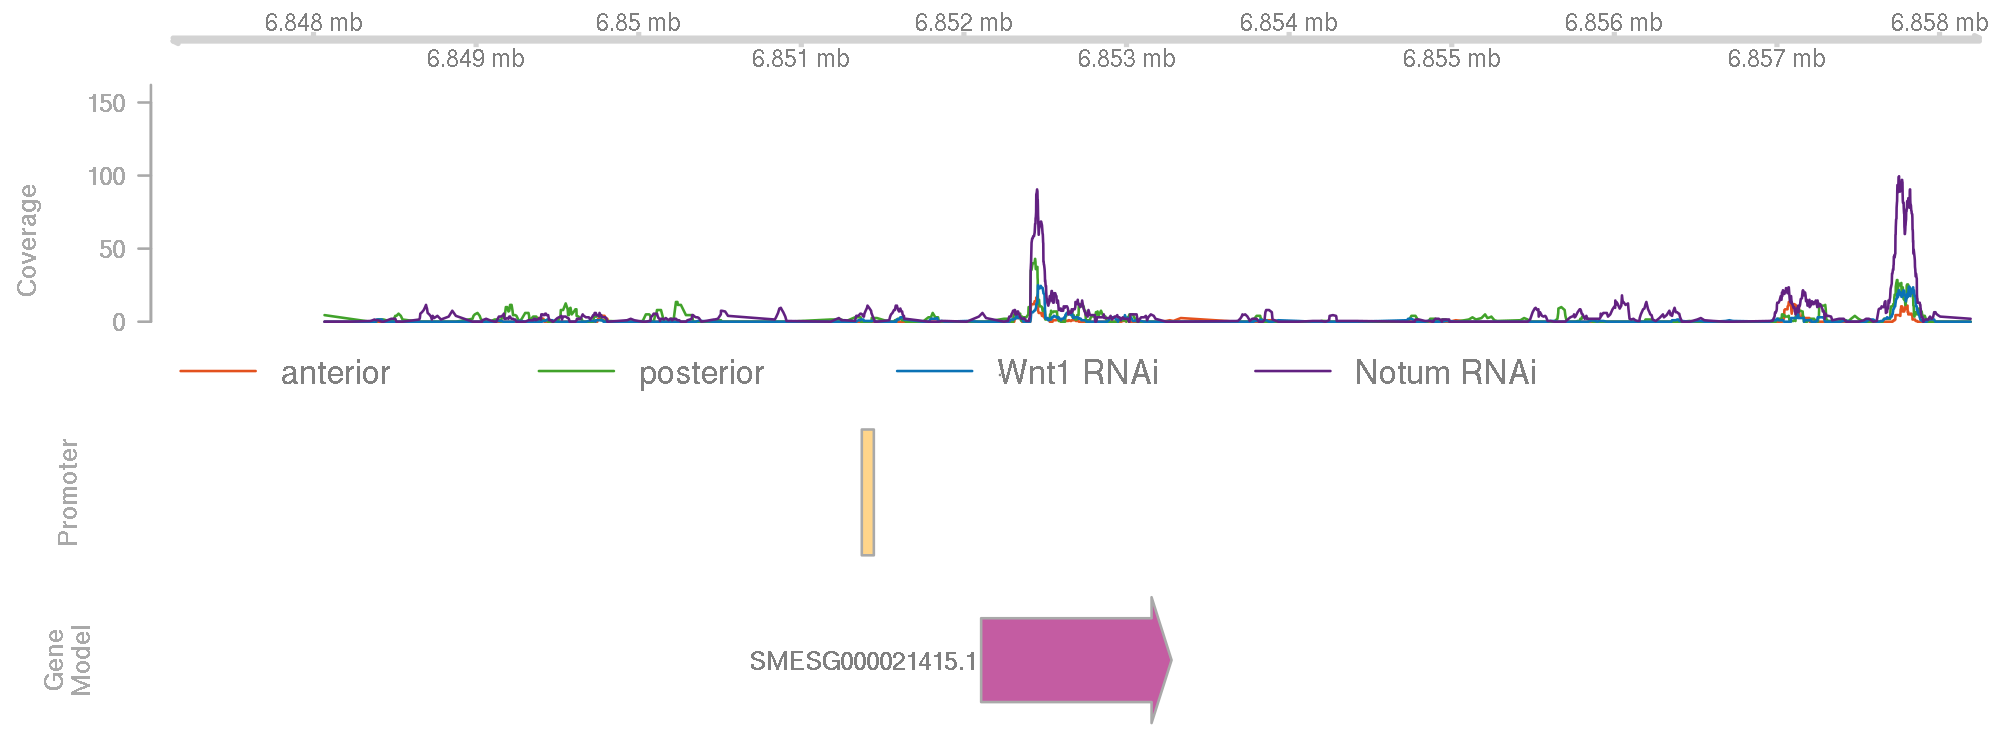 6.848 mb 6.85 mb 6.852 mb 6.854 mb 6.856 mb 6.858 mb
6.849 mb 6.851 mb 6.853 mb 6.855 mb 6.857 mb
150
100
50
0
Coverage
anterior posterior Wnt1 RNAi Notum RNAi
Promoter
Gene
Model
SMESG000021415.1